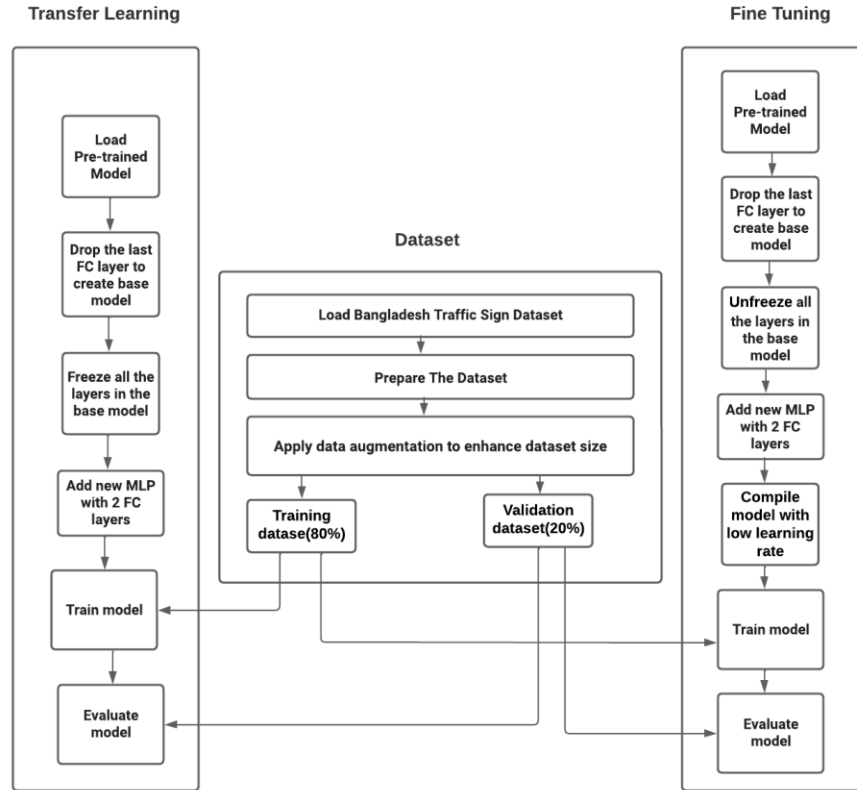 Transfer Learning
Load
Pre-trained
Model
Drop the last
FC layer to
create base
model
Freeze all the
layers in the
base model
Add new MLP
with 2 FC
layers
Train model
Evaluate
model
Dataset
Load Bangladesh Traffic Sign Dataset
Prepare The Dataset
Apply data augmentation to enhance dataset size
Training
datase(80%)
Validation
dataset(20%)
Fine Tuning
Load
Pre-trained
Model
Drop the last
FC layer to
create base
model
Unfreeze all
the layers in
the base
model
Add new MLP
with 2 FC
layers
Compile
model with
low learning
rate
Train model
Evaluate
model